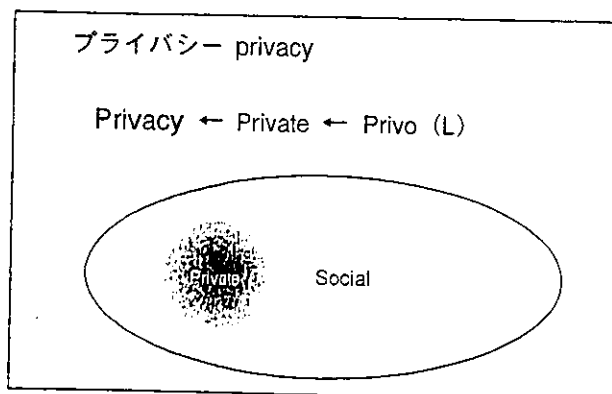 プライバシー privacy
Privacy ← Private ← Privo (L)
Private
Social